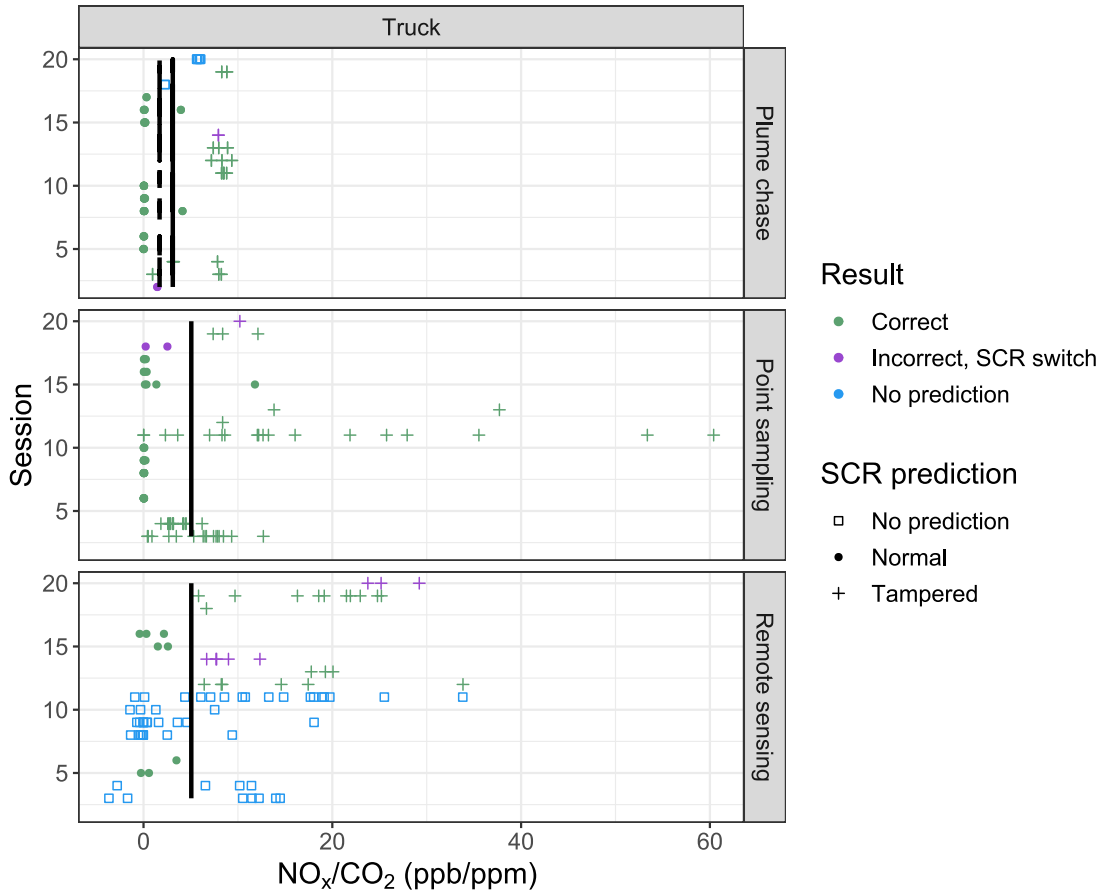 Truck
20
15
10
5
Plume chase
20
15
10
5
Point sampling
20
15
10
5
Remote sensing
Session
0
20
40
60
NOₓ/CO₂ (ppb/ppm)
Result
Correct
Incorrect, SCR switch
No prediction
SCR prediction
No prediction
Normal
Tampered